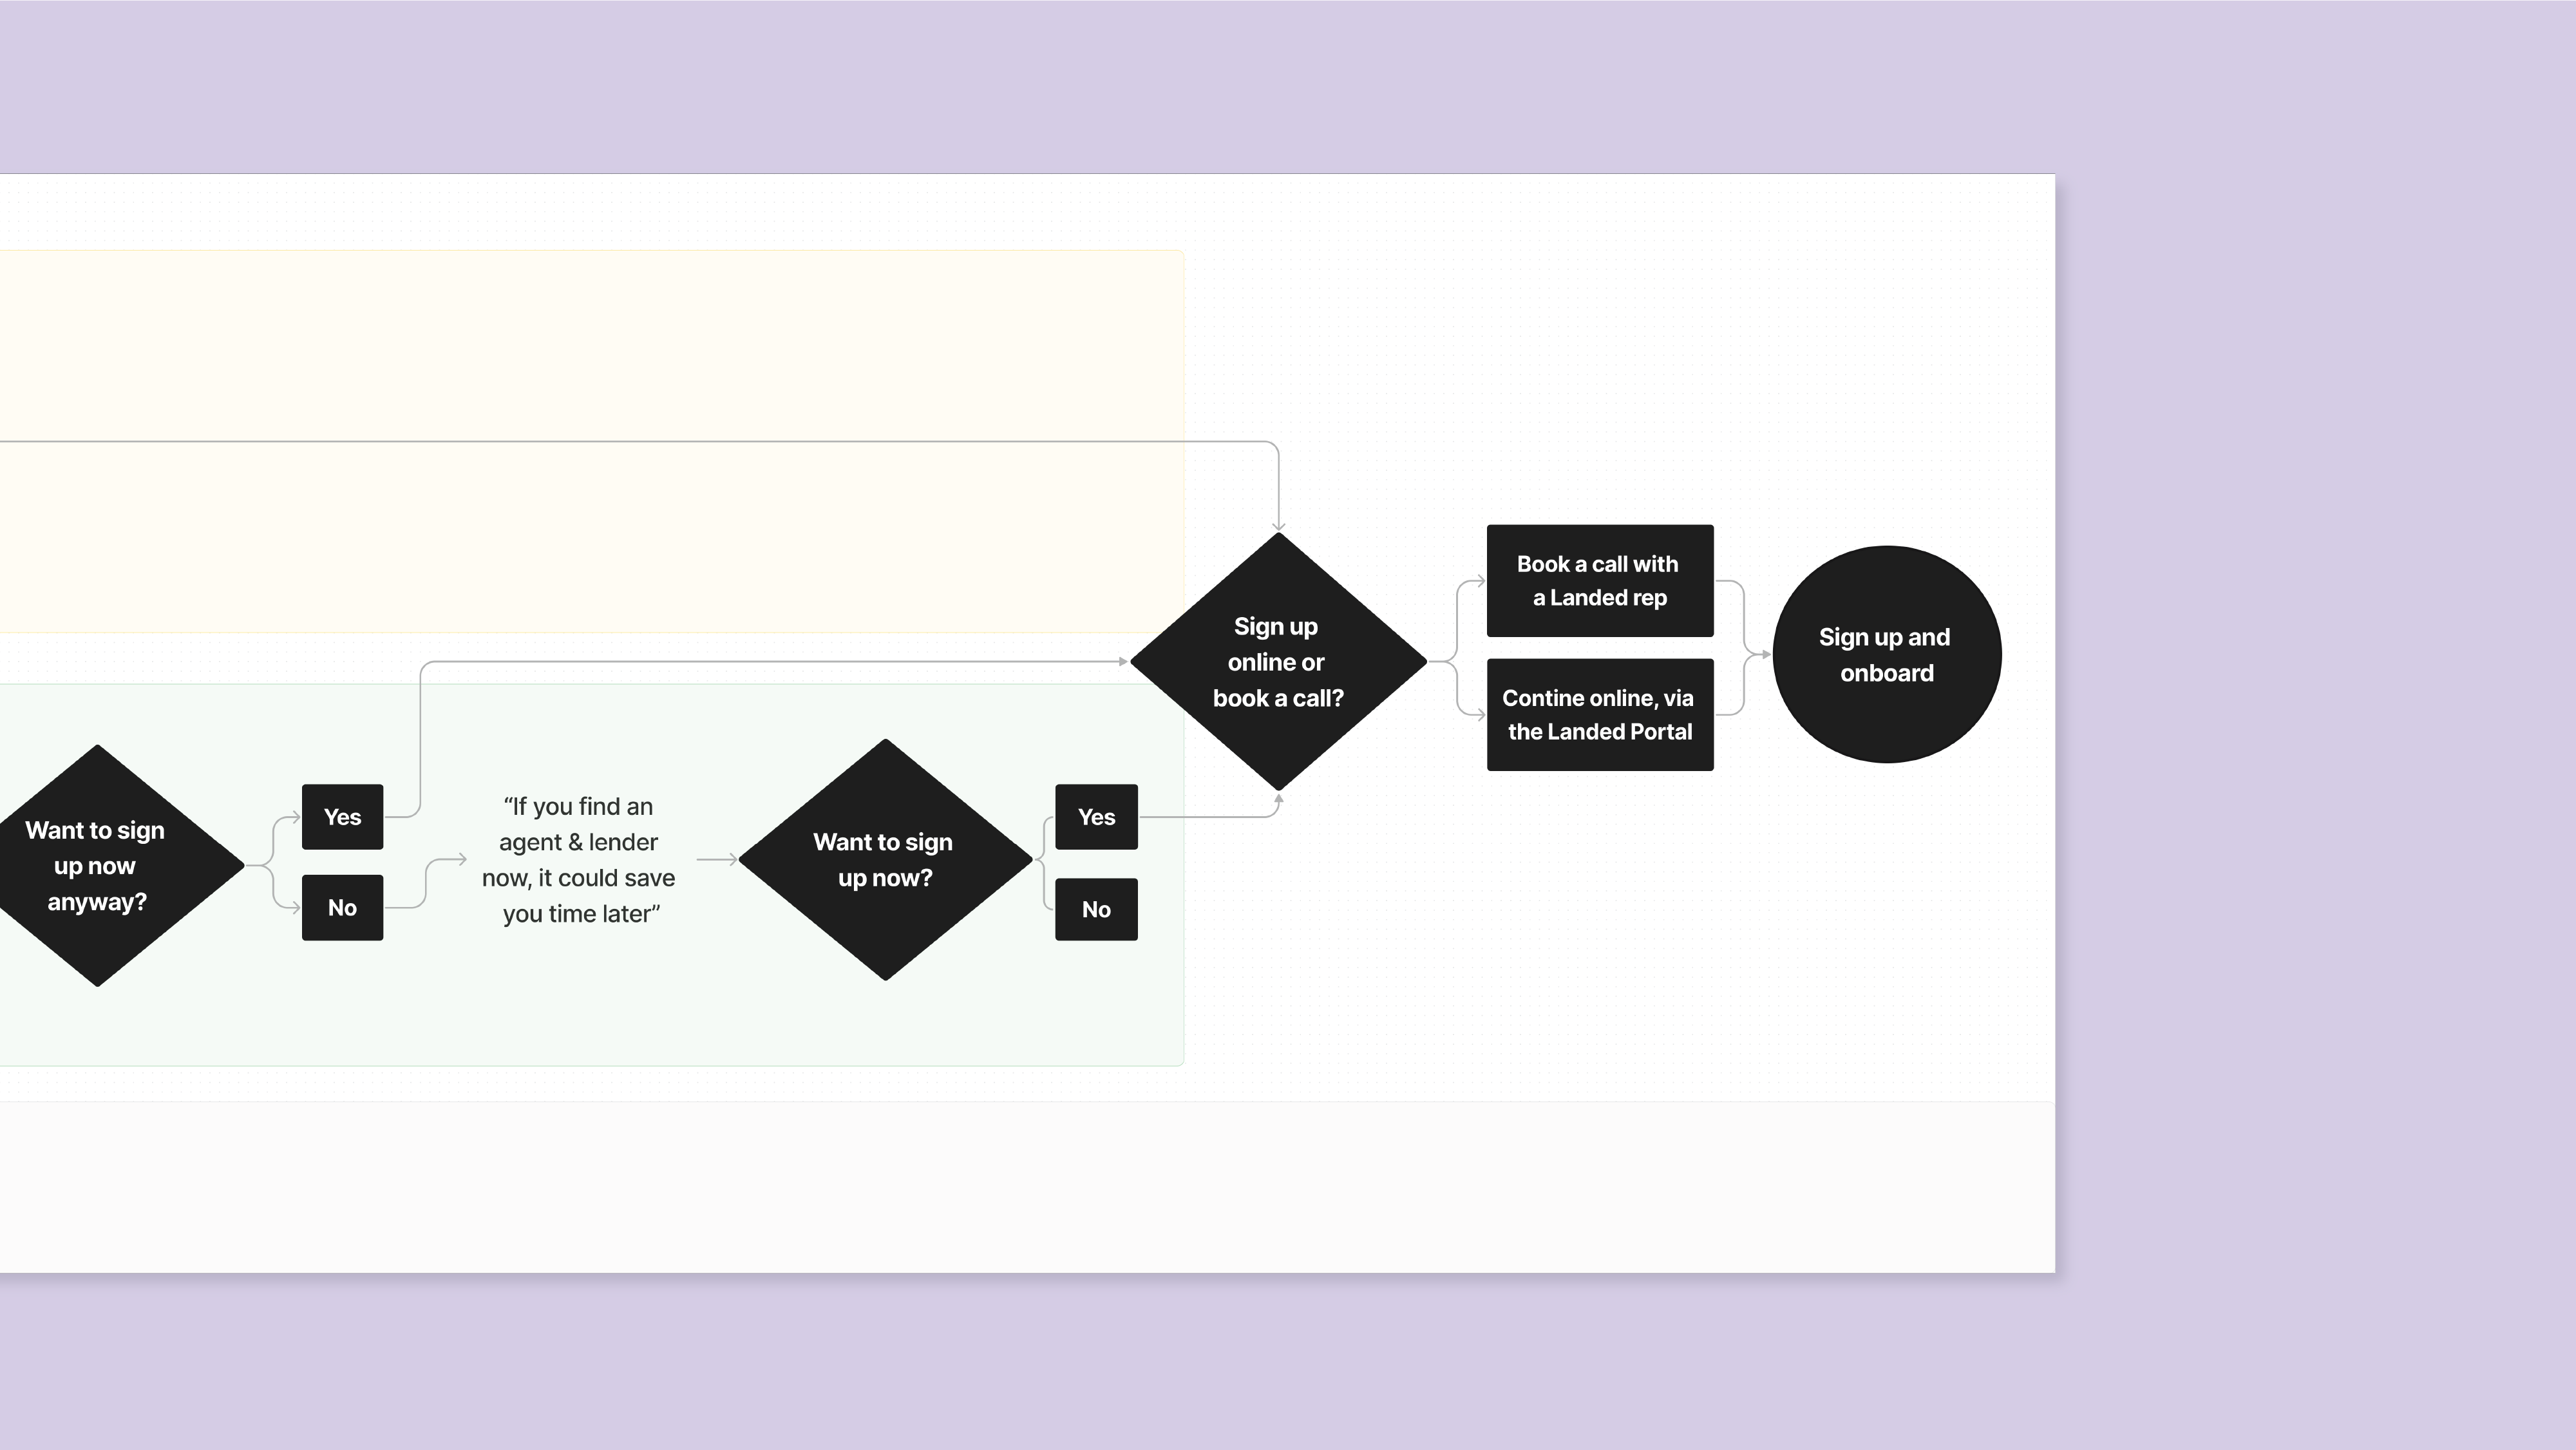 Want to sign
up now
anyway?
Yes
No
“If you find an
agent & lender
now, it could save
you time later”
Want to sign
up now?
Yes
No
Sign up
online or
book a call?
Book a call with
a Landed rep
Contine online, via
the Landed Portal
Sign up and
onboard